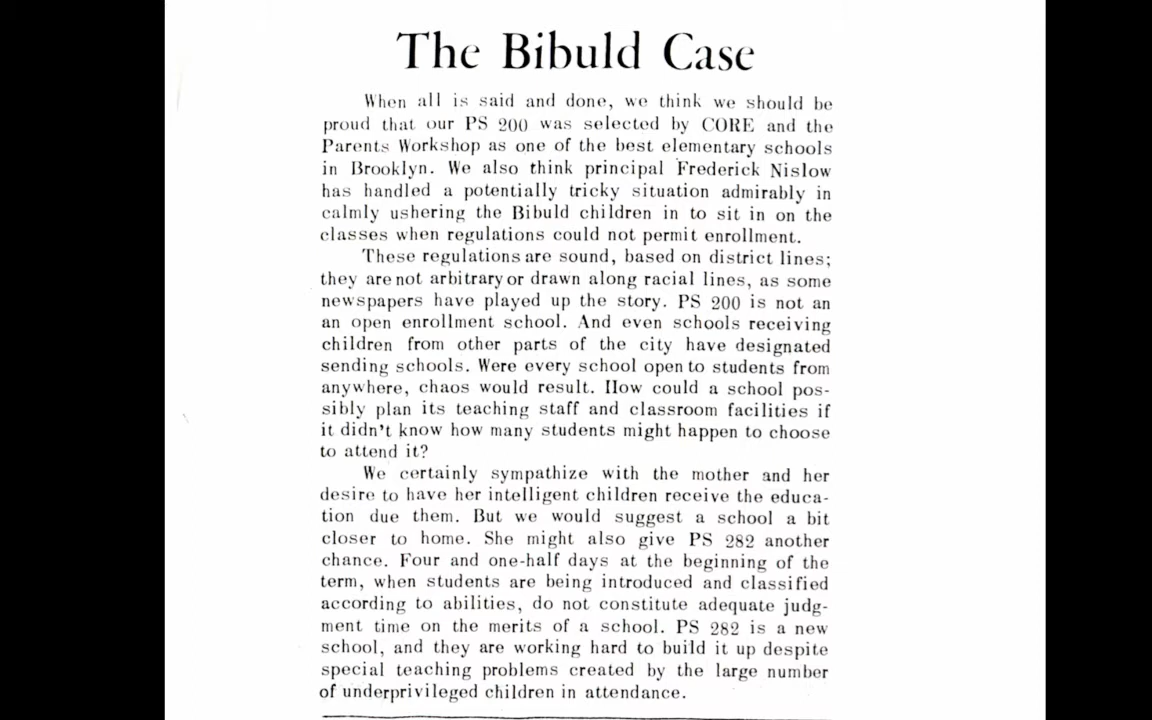 The Bibuld Case
When all is said and done, we think we should be
proud that our PS 200 was selected by CORE and the
Parents Workshop as one of the best elementary schools
in Brooklyn. We also think principal Frederick Nislow
has handled a potentially tricky situation admirably in
calmly ushering the Bibuld children in to sit in on the
classes when regulations could not permit enrollment.
These regulations are sound, based on district lines;
they are not arbitrary or drawn along racial lines, as some
newspapers have played up the story. PS 200 is not an
an open enrollment school. And even schools receiving
children from other parts of the city have designated
sending schools. Were every school open to students from
anywhere, chaos would result. How could a school pos-
sibly plan its teaching staff and classroom facilities if
it didn't know how many students might happen to choose
to attend it?
We certainly sympathize with the mother and her
desire to have her intelligent children receive the educa-
tion due them. But we would suggest a school a bit
closer to home. She might also give PS 282 another
chance. Four and one-half days at the beginning of the
term, when students are being introduced and classified
according to abilities, do not constitute adequate judg-
ment time on the merits of a school. PS 282 is a new
school, and they are working hard to build it up despite
special teaching problems created by the large number
of underprivileged children in attendance.